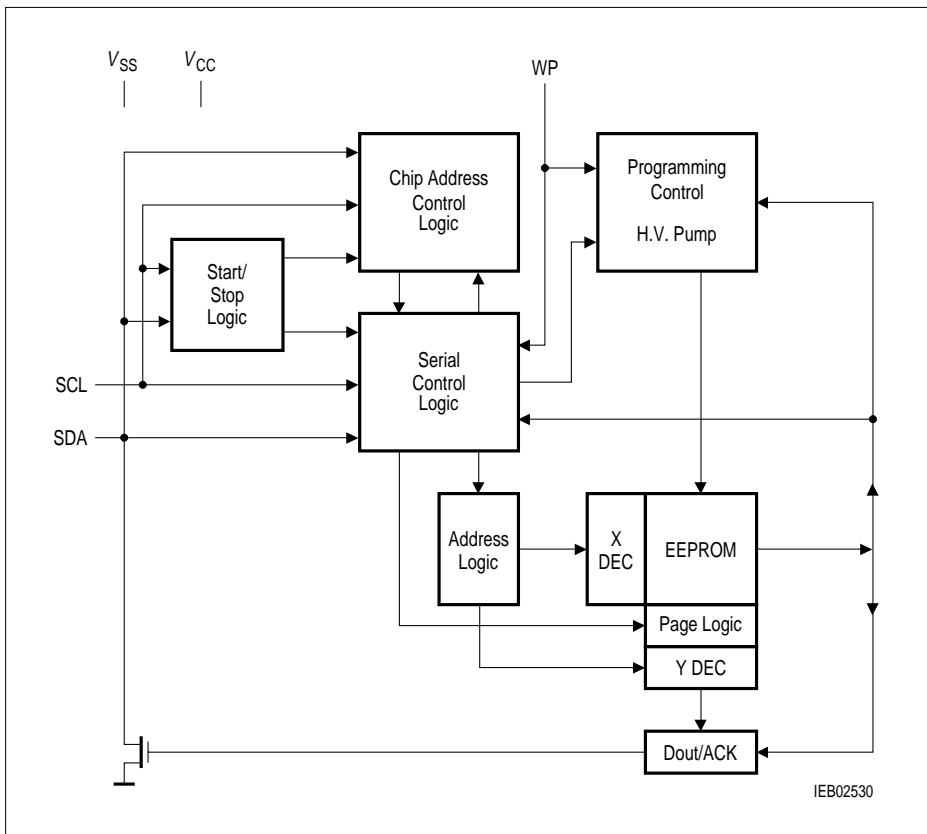 VSS
VCC
WP
Chip Address
Control
Logic
Programming
Control
H.V. Pump
Start/
Stop
Logic
Serial
Control
Logic
SCL
SDA
Address
Logic
X
DEC
EEPROM
Page Logic
Y DEC
Dout/ACK
IEB02530